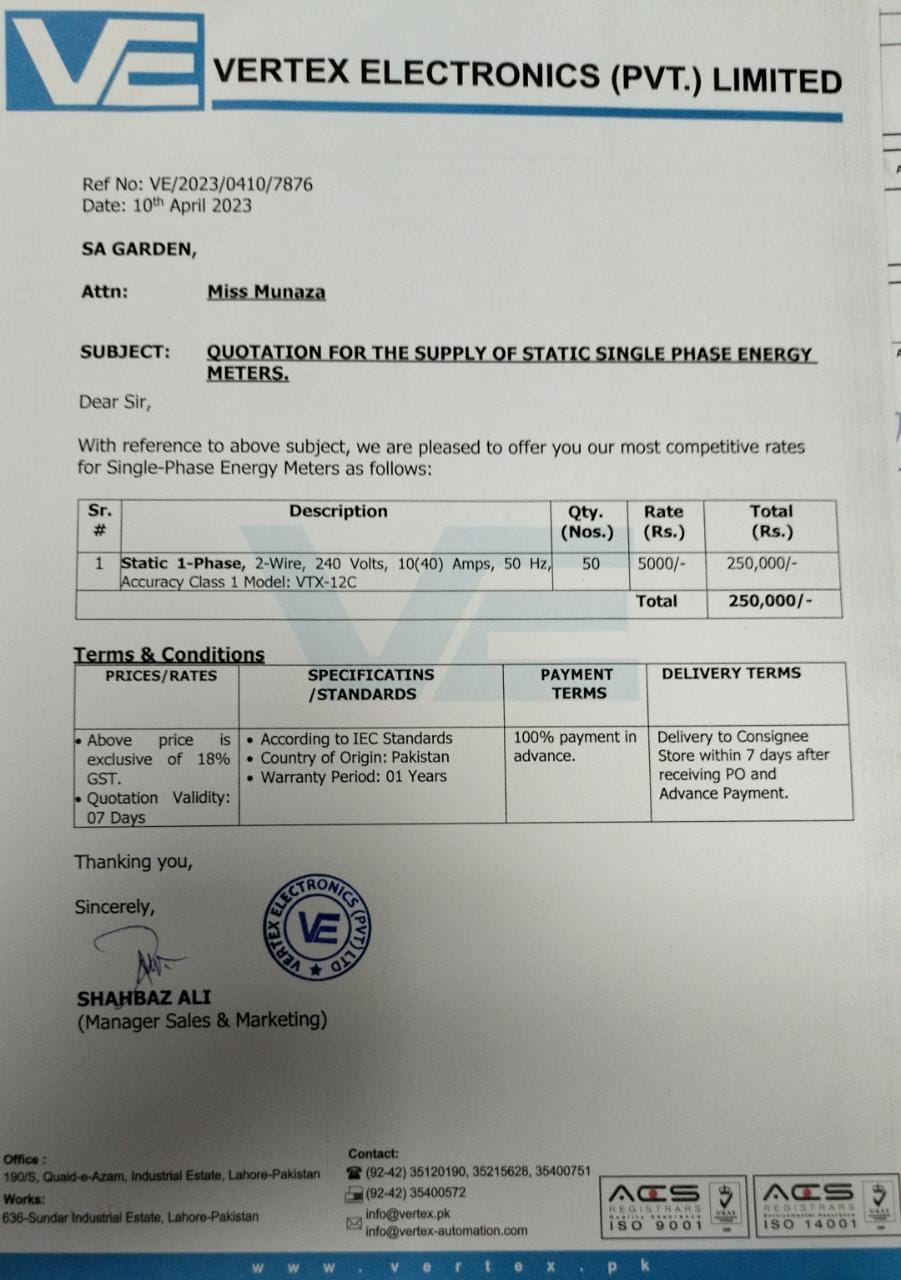 VE VERTEX ELECTRONICS (PVT.) LIMITED
Ref No: VE/2023/0410/7876
Date: 10th April 2023
SA GARDEN,
Attn: Miss Munaza
SUBJECT: QUOTATION FOR THE SUPPLY OF STATIC SINGLE PHASE ENERGY
METERS.
Dear Sir,
With reference to above subject, we are pleased to offer you our most competitive rates
for Single-Phase Energy Meters as follows:
Sr. Description Qty. Rate Total
# (Nos.) (Rs.) (Rs.)
1 Static 1-Phase, 2-Wire, 240 Volts, 10(40) Amps, 50 Hz, 50 5000/- 250,000/-
Accuracy Class 1 Model: VTX-12C
Total 250,000/-
VE
Terms & Conditions
PRICES/RATES SPECIFICATINS PAYMENT DELIVERY TERMS
/STANDARDS TERMS
• Above price is • According to IEC Standards 100% payment in Delivery to Consignee
exclusive of 18% • Country of Origin: Pakistan advance. Store within 7 days after
GST. • Warranty Period: 01 Years receiving PO and
• Quotation Validity: Advance Payment.
07 Days
Thanking you,
Sincerely,
VERTEX ELECTRONICS (PVT) LTD
VE
SHAHBAZ ALI
(Manager Sales & Marketing)
Office : Contact:
190/S, Quaid-e-Azam, Industrial Estate, Lahore-Pakistan (92-42) 35120190, 35215628, 35400751
Works: (92-42) 35400572
636-Sundar Industrial Estate, Lahore-Pakistan info@vertex.pk
info@vertex-automation.com
ACS ACS
REGISTRARS REGISTRARS
Quality Assurance Environmental Assurance
ISO 9001 ISO 14001
UKAS UKAS
www.vertex.pk